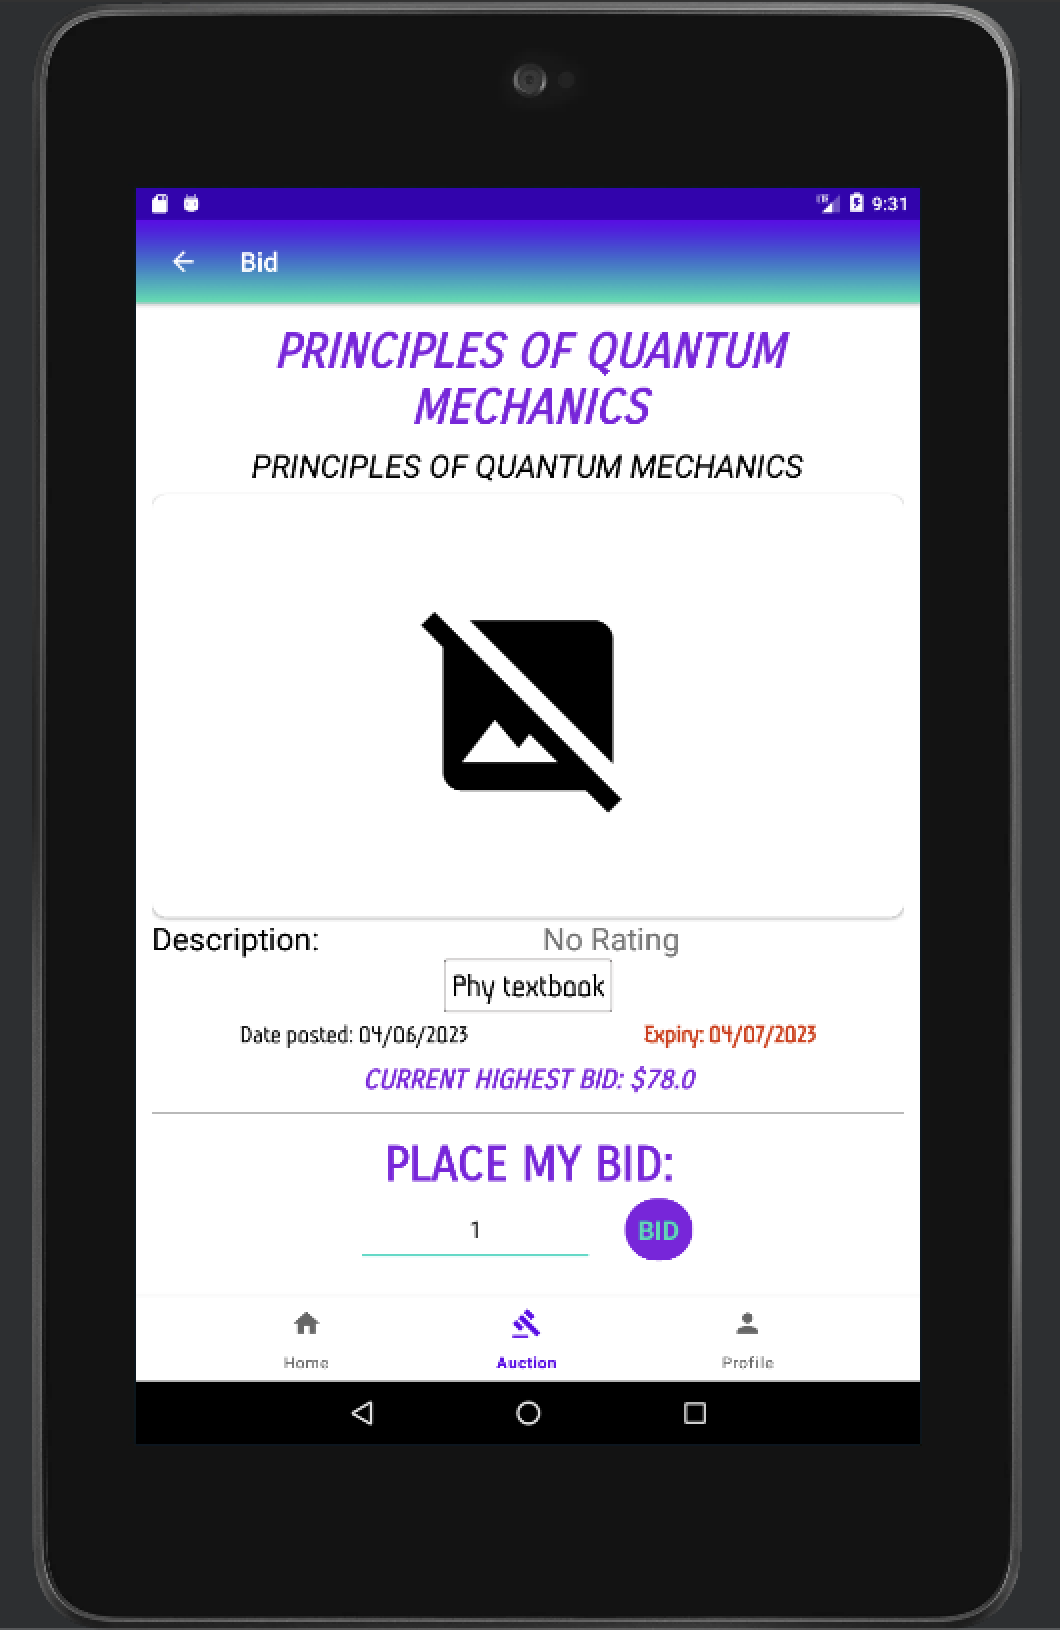 9:31
Bid
PRINCIPLES OF QUANTUM
MECHANICS
PRINCIPLES OF QUANTUM MECHANICS
Description: No Rating
Phy textbook
Date posted: 04/06/2023 Expiry: 04/07/2023
CURRENT HIGHEST BID: $78.0
PLACE MY BID:
1 BID
Home Auction Profile